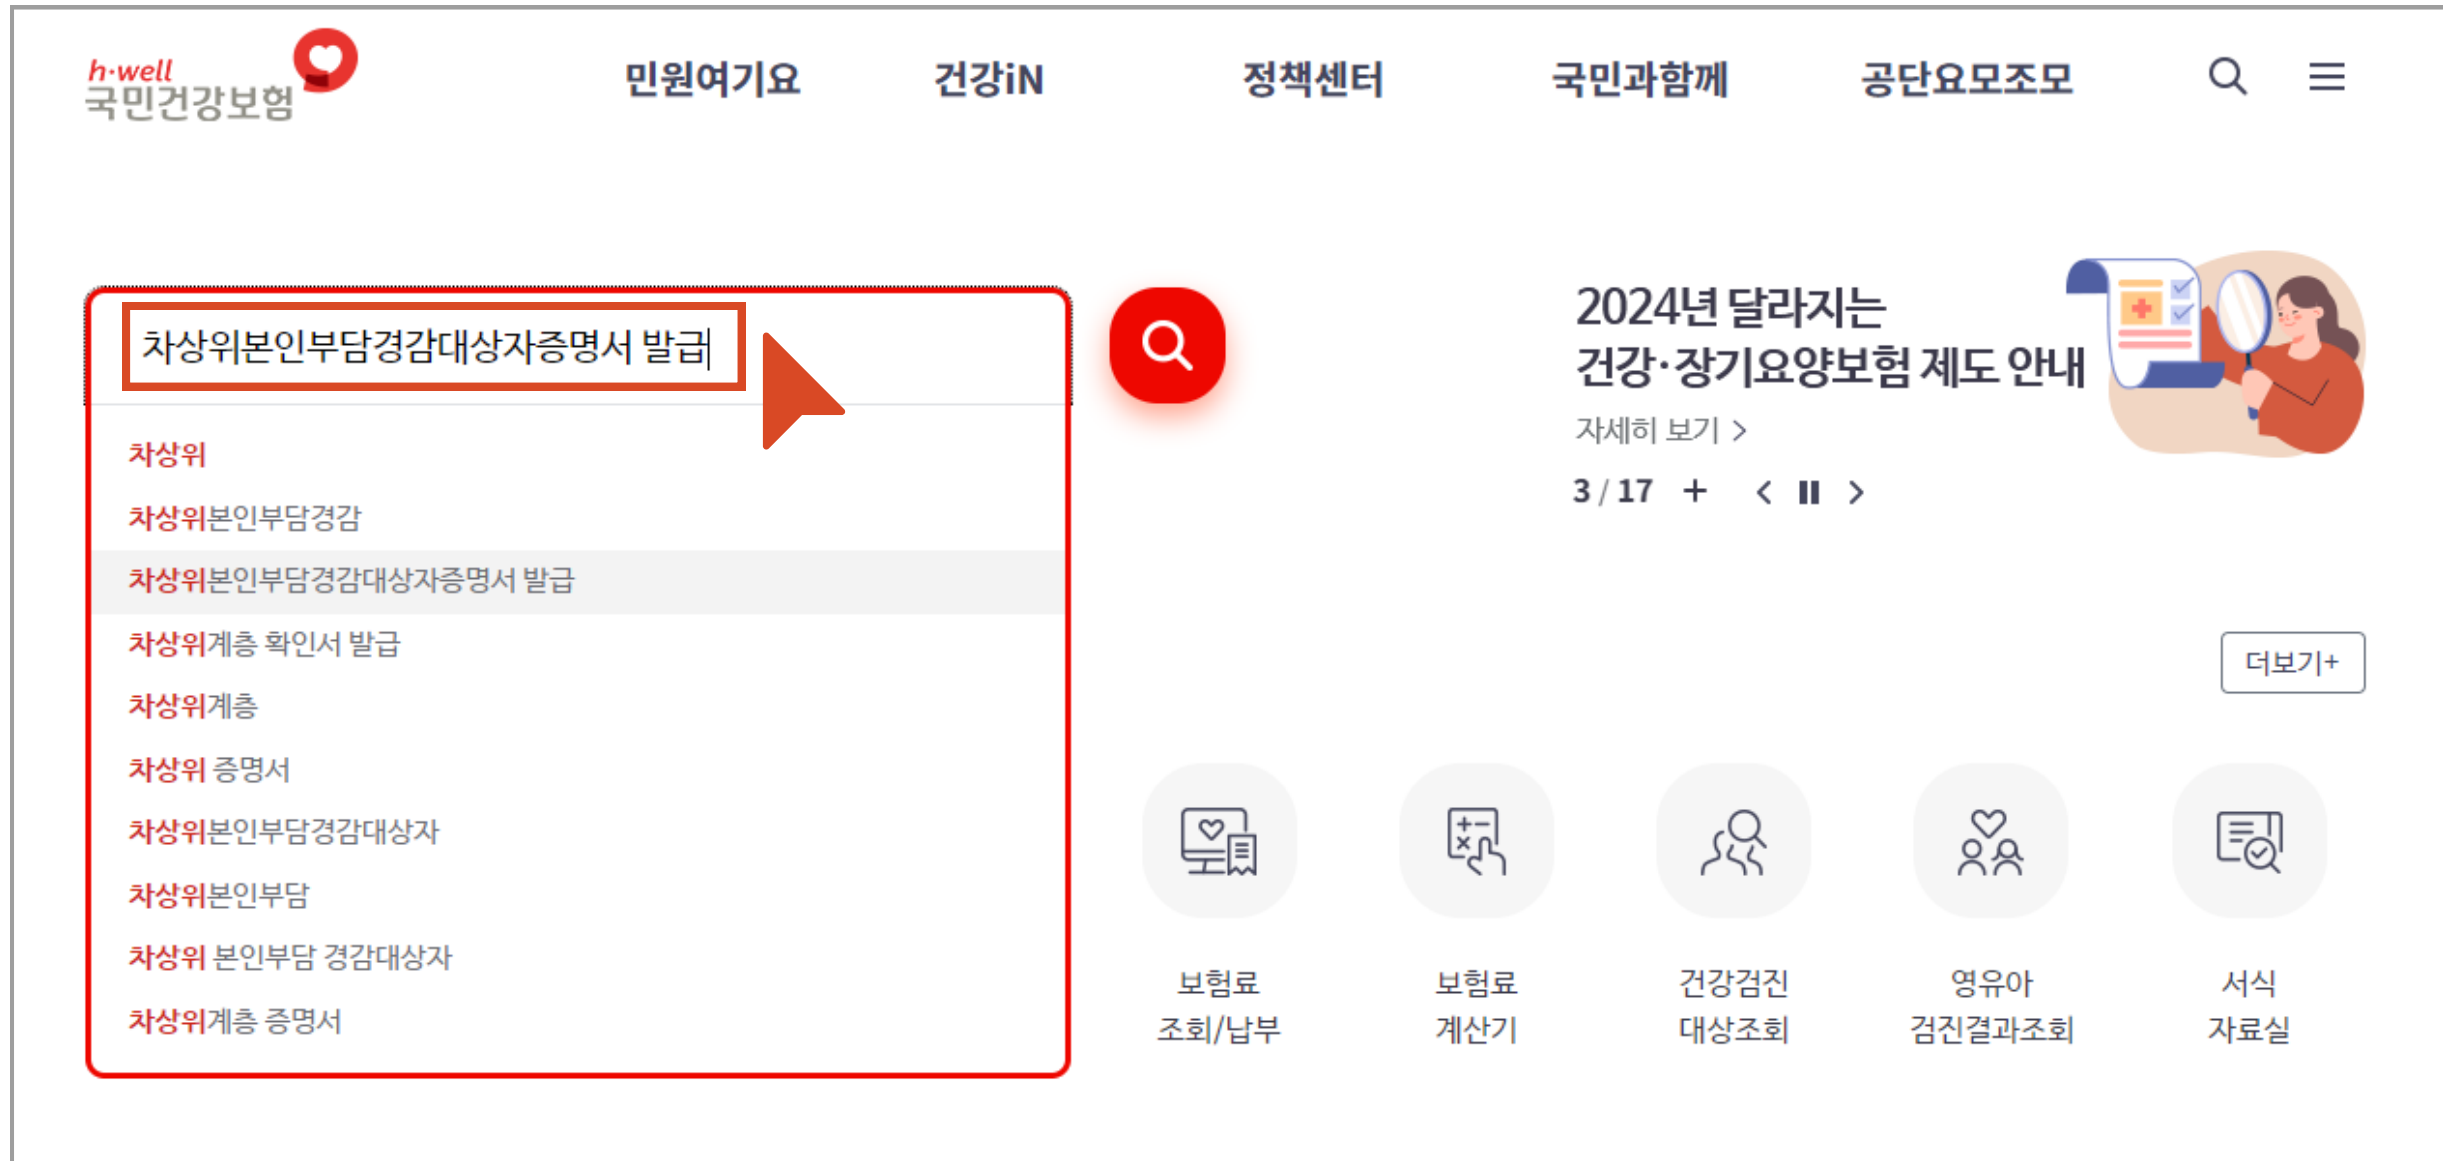 h·well
국민건강보험
민원여기요
건강iN
정책센터
국민과함께
공단요모조모
차상위본인부담경감대상자증명서 발급
차상위
차상위본인부담경감
차상위본인부담경감대상자증명서 발급
차상위계층 확인서 발급
차상위계층
차상위 증명서
차상위본인부담경감대상자
차상위본인부담
차상위 본인부담 경감대상자
차상위계층 증명서
2024년 달라지는
건강·장기요양보험 제도 안내
자세히 보기 >
3 / 17 + < >
더보기+
보험료
조회/납부
보험료
계산기
건강검진
대상조회
영유아
검진결과조회
서식
자료실